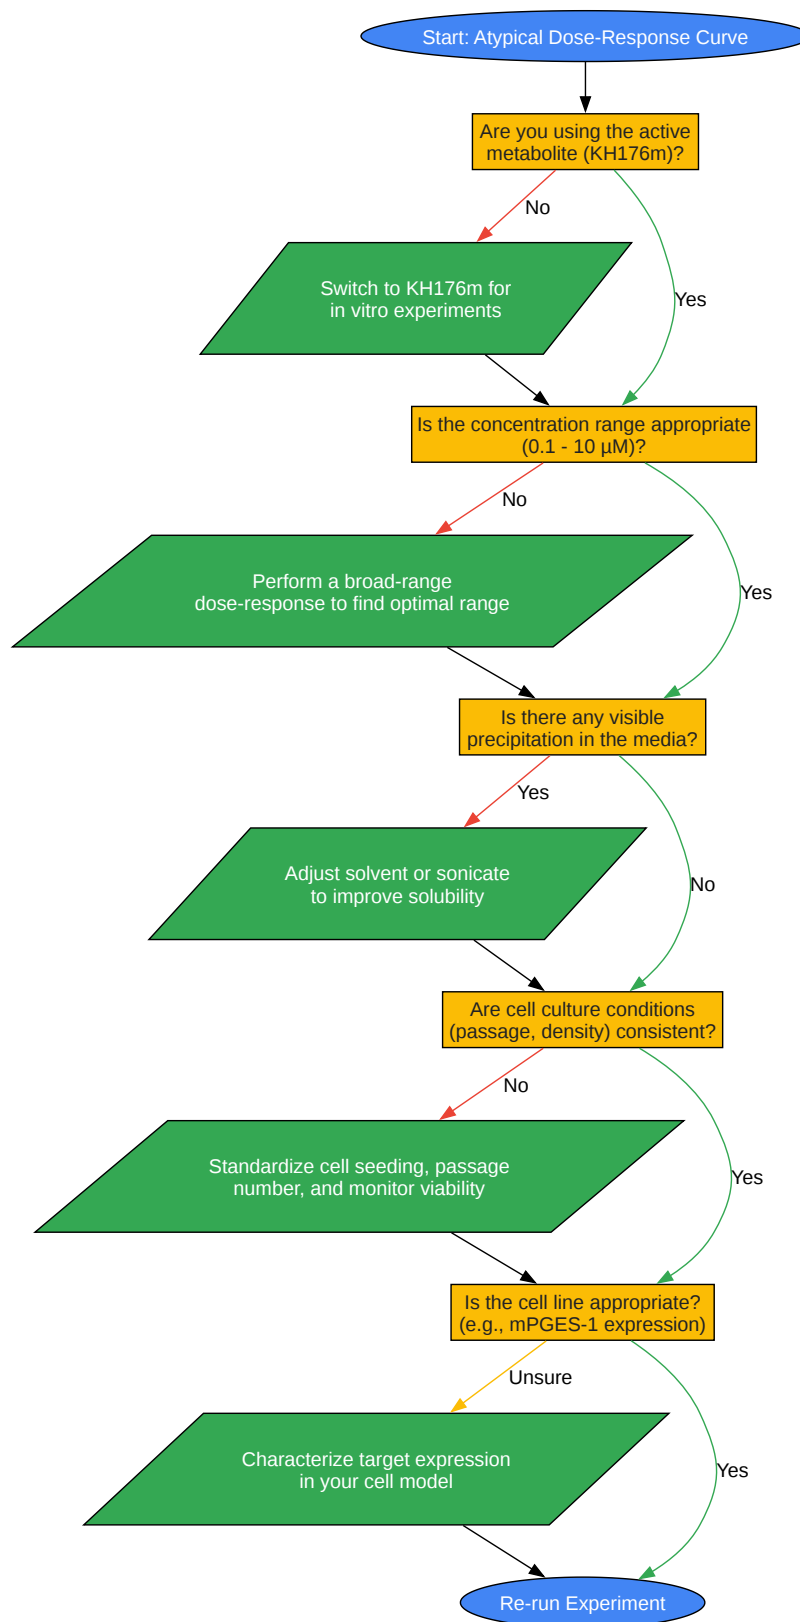 Start: Atypical Dose-Response Curve
Are you using the active
metabolite (KH176m)?
No
Yes
Switch to KH176m for
in vitro experiments
Is the concentration range appropriate
(0.1 - 10 µM)?
No
Yes
Perform a broad-range
dose-response to find optimal range
Is there any visible
precipitation in the media?
Yes
No
Adjust solvent or sonicate
to improve solubility
Are cell culture conditions
(passage, density) consistent?
No
Yes
Standardize cell seeding, passage
number, and monitor viability
Is the cell line appropriate?
(e.g., mPGES-1 expression)
Unsure
Yes
Characterize target expression
in your cell model
Re-run Experiment